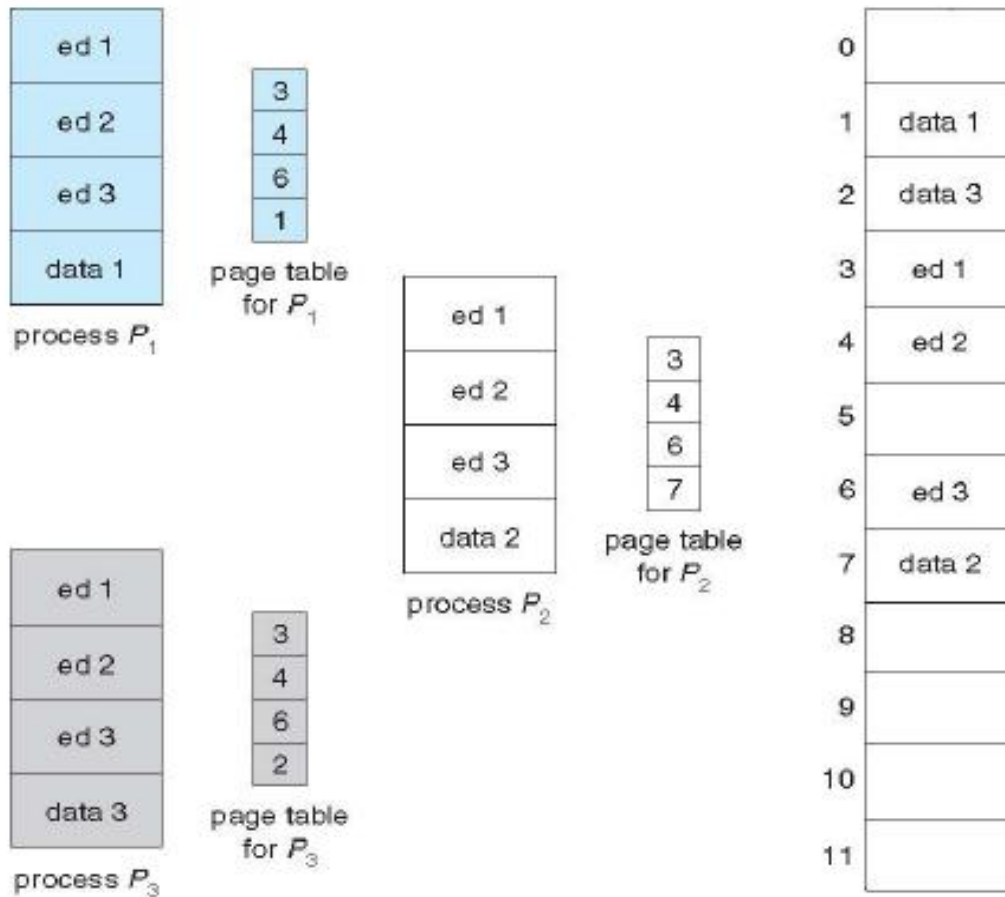 ed 1
ed 2
ed 3
data 1
process P₁
3
4
6
1
page table
for P₁
ed 1
ed 2
ed 3
data 2
process P₂
3
4
6
7
page table
for P₂
ed 1
ed 2
ed 3
data 3
process P₃
3
4
6
2
page table
for P₃
0
1 data 1
2 data 3
3 ed 1
4 ed 2
5
6 ed 3
7 data 2
8
9
10
11